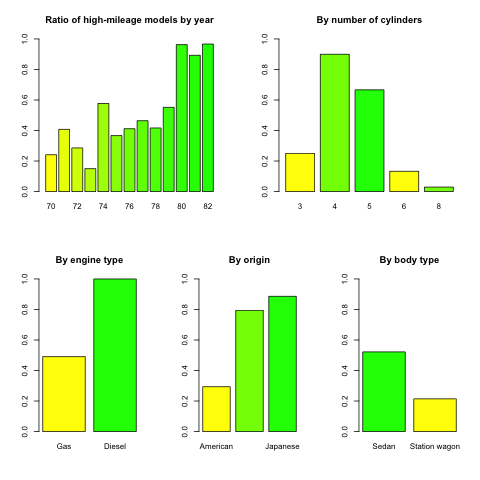 Ratio of high-mileage models by year
0.0 0.2 0.4 0.6 0.8 1.0
70 72 74 76 78 80 82
By number of cylinders
0.0 0.2 0.4 0.6 0.8 1.0
3 4 5 6 8
By engine type
0.0 0.2 0.4 0.6 0.8 1.0
Gas Diesel
By origin
0.0 0.2 0.4 0.6 0.8 1.0
American Japanese
By body type
0.0 0.2 0.4 0.6 0.8 1.0
Sedan Station wagon